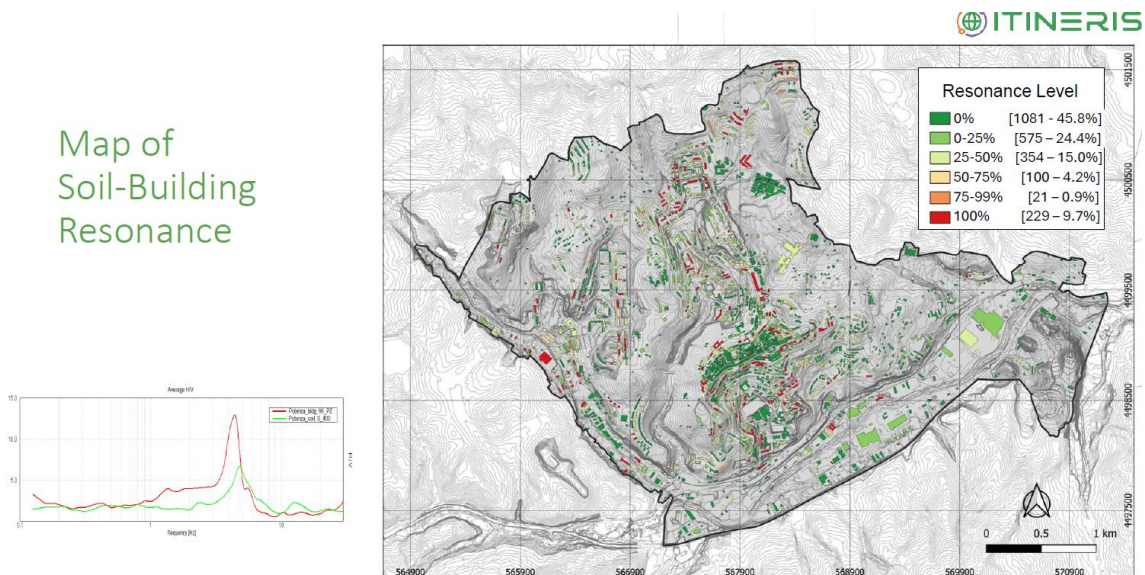 ITINERIS
Map of
Soil-Building
Resonance
Resonance Level
0% [1081 - 45.8%]
0-25% [575 – 24.4%]
25-50% [354 – 15.0%]
50-75% [100 – 4.2%]
75-99% [21 – 0.9%]
100% [229 – 9.7%]
4501500
4500500
4499500
4498500
4497500
0 0.5 1 km
564900 565900 566900 567900 568900 569900 570900
Average H/V
15.0
10.0
5.0
0.1 1 10
Frequency [Hz]